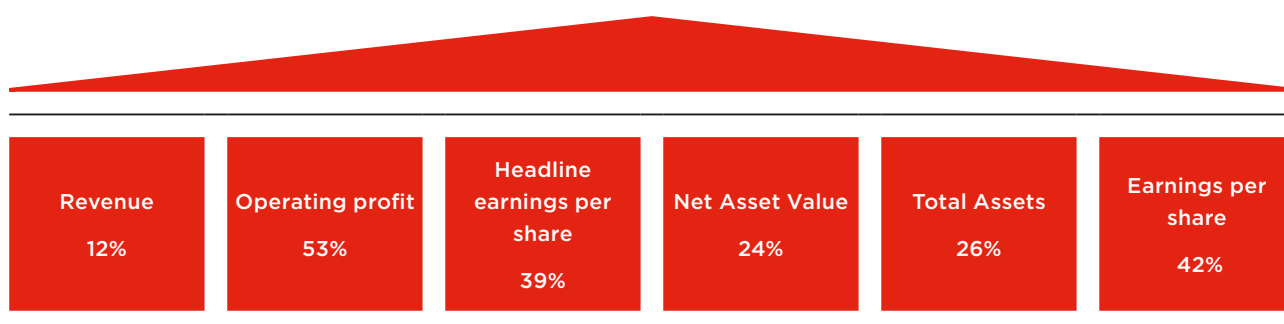 Revenue
12%
Operating profit
53%
Headline
earnings per
share
39%
Net Asset Value
24%
Total Assets
26%
Earnings per
share
42%